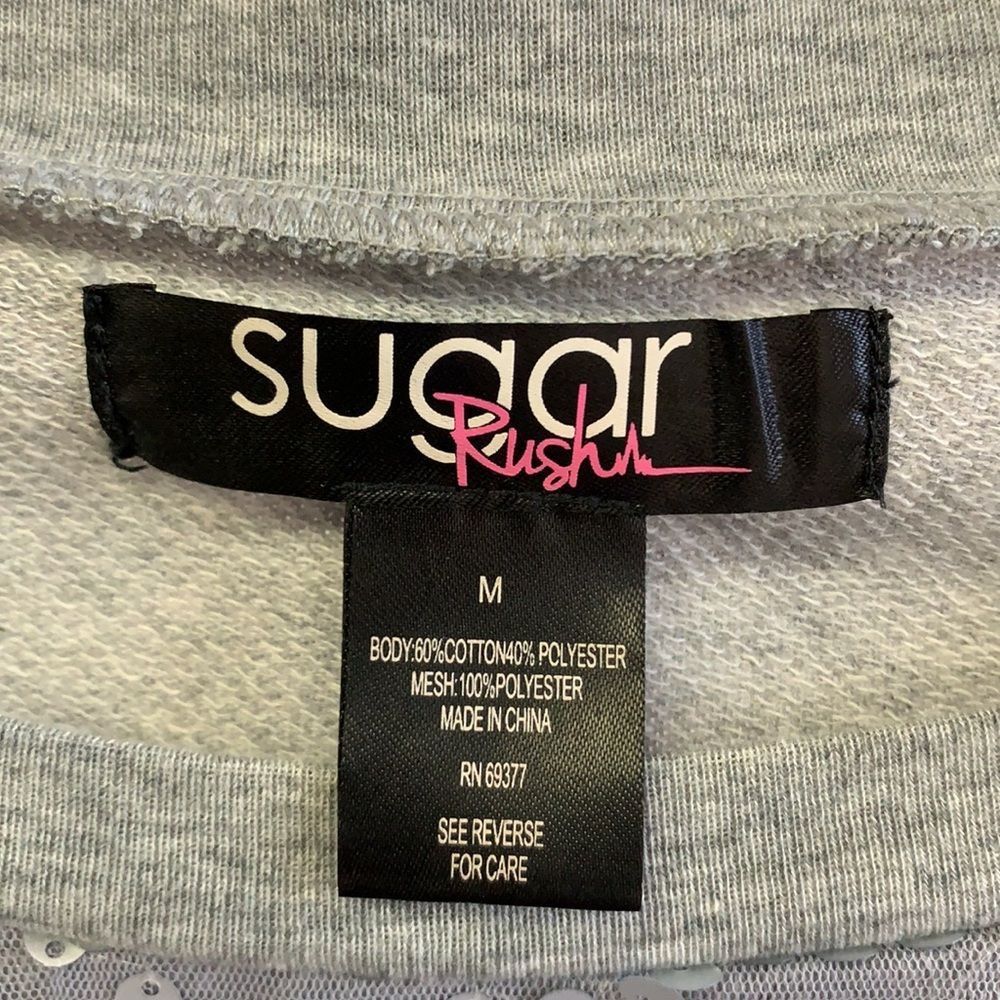 sugar
Rush
M
BODY:60%COTTON40% POLYESTER
MESH:100%POLYESTER
MADE IN CHINA
RN 69377
SEE REVERSE
FOR CARE